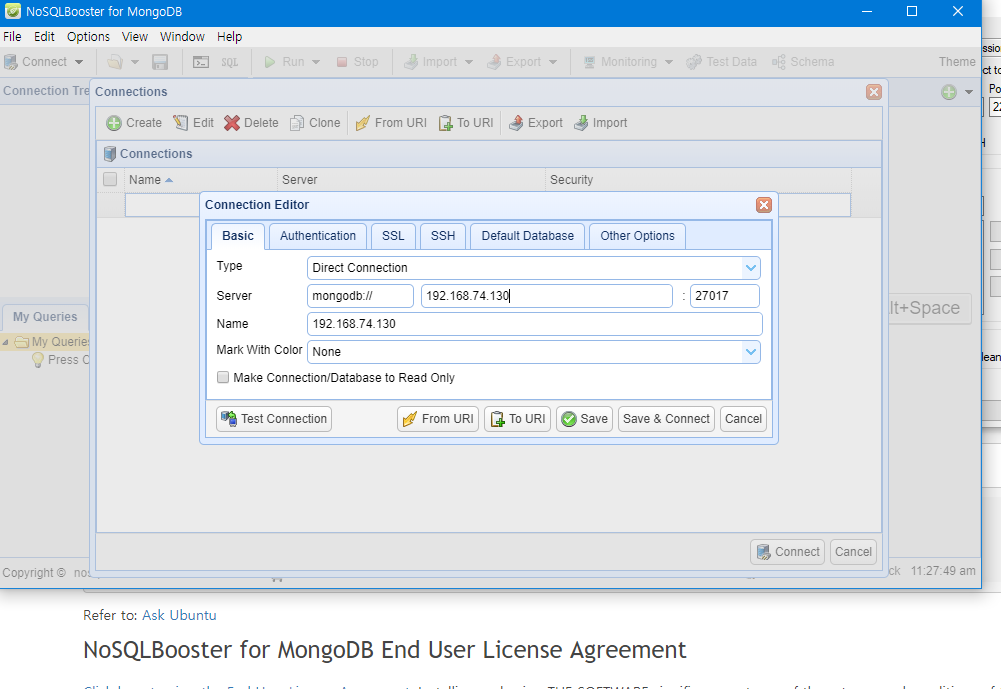 NoSQLBooster for MongoDB
File Edit Options View Window Help
Connect Run Stop Import Export Monitoring Test Data Schema Theme
SQL
Connection Tre
Connections
Create Edit Delete Clone From URI To URI Export Import
Connections
Name Server Security
Connection Editor
Basic Authentication SSL SSH Default Database Other Options
Type Direct Connection
Server mongodb:// 192.168.74.130 : 27017
Name 192.168.74.130
Mark With Color None
Make Connection/Database to Read Only
Test Connection From URI To URI Save Save & Connect Cancel
My Queries
My Queries
Press C
lt+Space
Connect Cancel
Copyright © nos
ck 11:27:49 am
Refer to: Ask Ubuntu
NoSQLBooster for MongoDB End User License Agreement